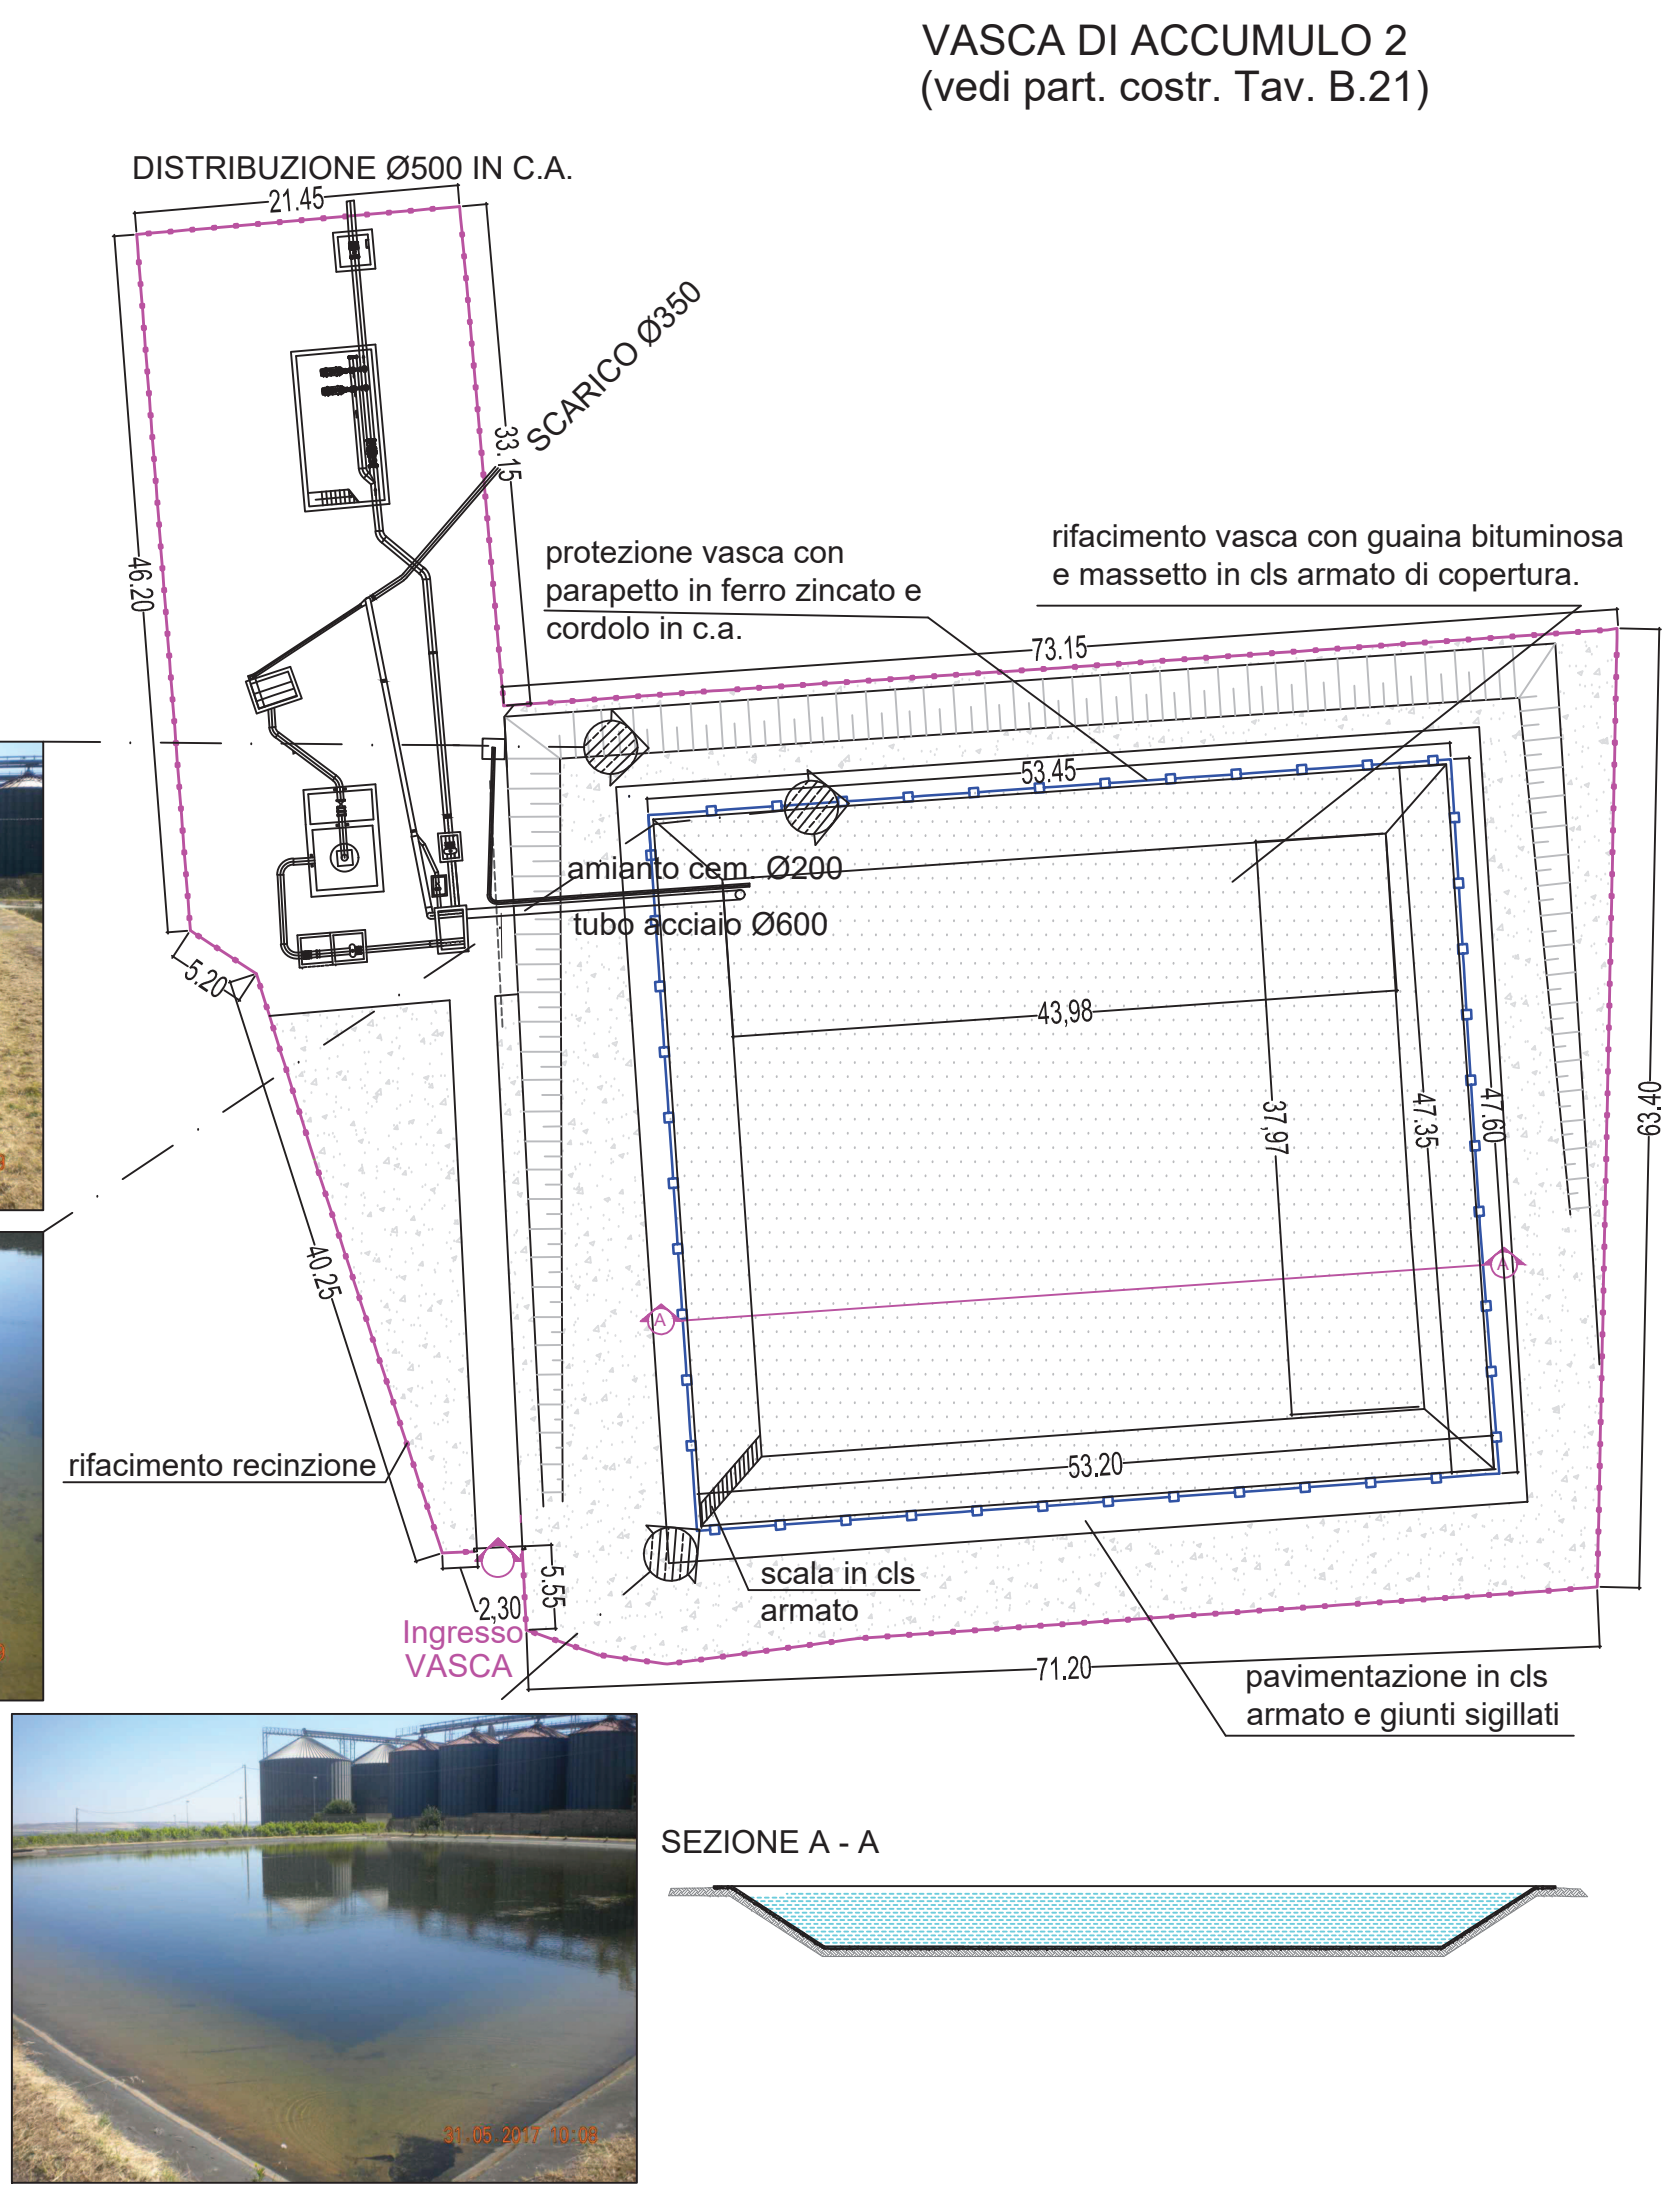 VASCA DI ACCUMULO 2
(vedi part. costr. Tav. B.21)
DISTRIBUZIONE Ø500 IN C.A.
21.45
SCARICO Ø350
33.15
46.20
protezione vasca con
parapetto in ferro zincato e
cordolo in c.a.
rifacimento vasca con guaina bituminosa
e massetto in cls armato di copertura.
73.15
53.45
amianto cem. Ø200
tubo acciaio Ø600
5.20
43,98
37,97
47.35
47.60
63.40
40.25
A
A
rifacimento recinzione
53.20
scala in cls
armato
5.55
2,30
Ingresso
VASCA
71.20
pavimentazione in cls
armato e giunti sigillati
SEZIONE A - A
31.05 2017 10:08